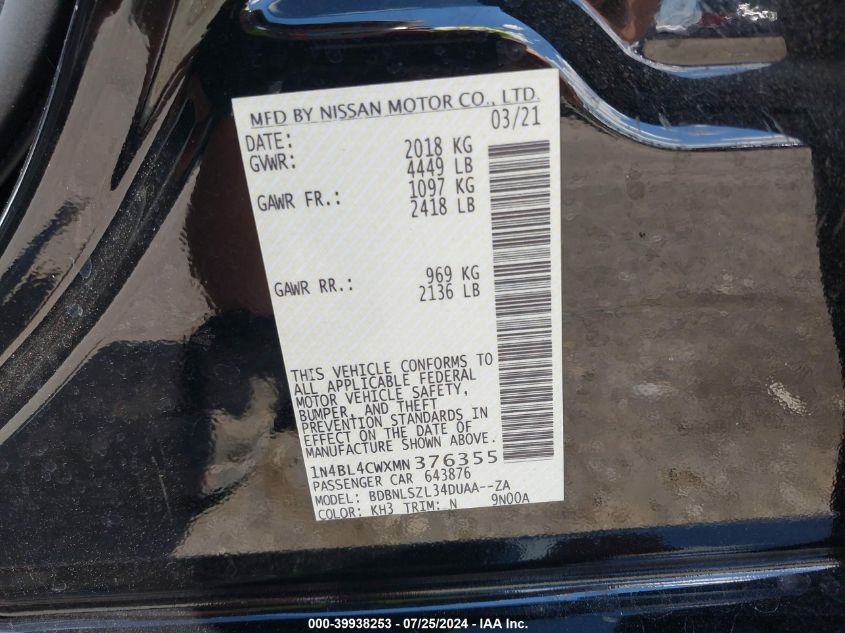 MFD BY NISSAN MOTOR CO., LTD.
DATE: 03/21
GVWR: 2018 KG
4449 LB
GAWR FR.: 1097 KG
2418 LB
GAWR RR.: 969 KG
2136 LB
THIS VEHICLE CONFORMS TO
ALL APPLICABLE FEDERAL
MOTOR VEHICLE SAFETY,
BUMPER, AND THEFT
PREVENTION STANDARDS IN
EFFECT ON THE DATE OF
MANUFACTURE SHOWN ABOVE.
1N4BL4CWXMN376355
PASSENGER CAR 643876
MODEL: BDBNLSZL34DUAA--ZA
COLOR: KH3 TRIM: N 9N00A
000-39938253 - 07/25/2024 - IAA Inc.